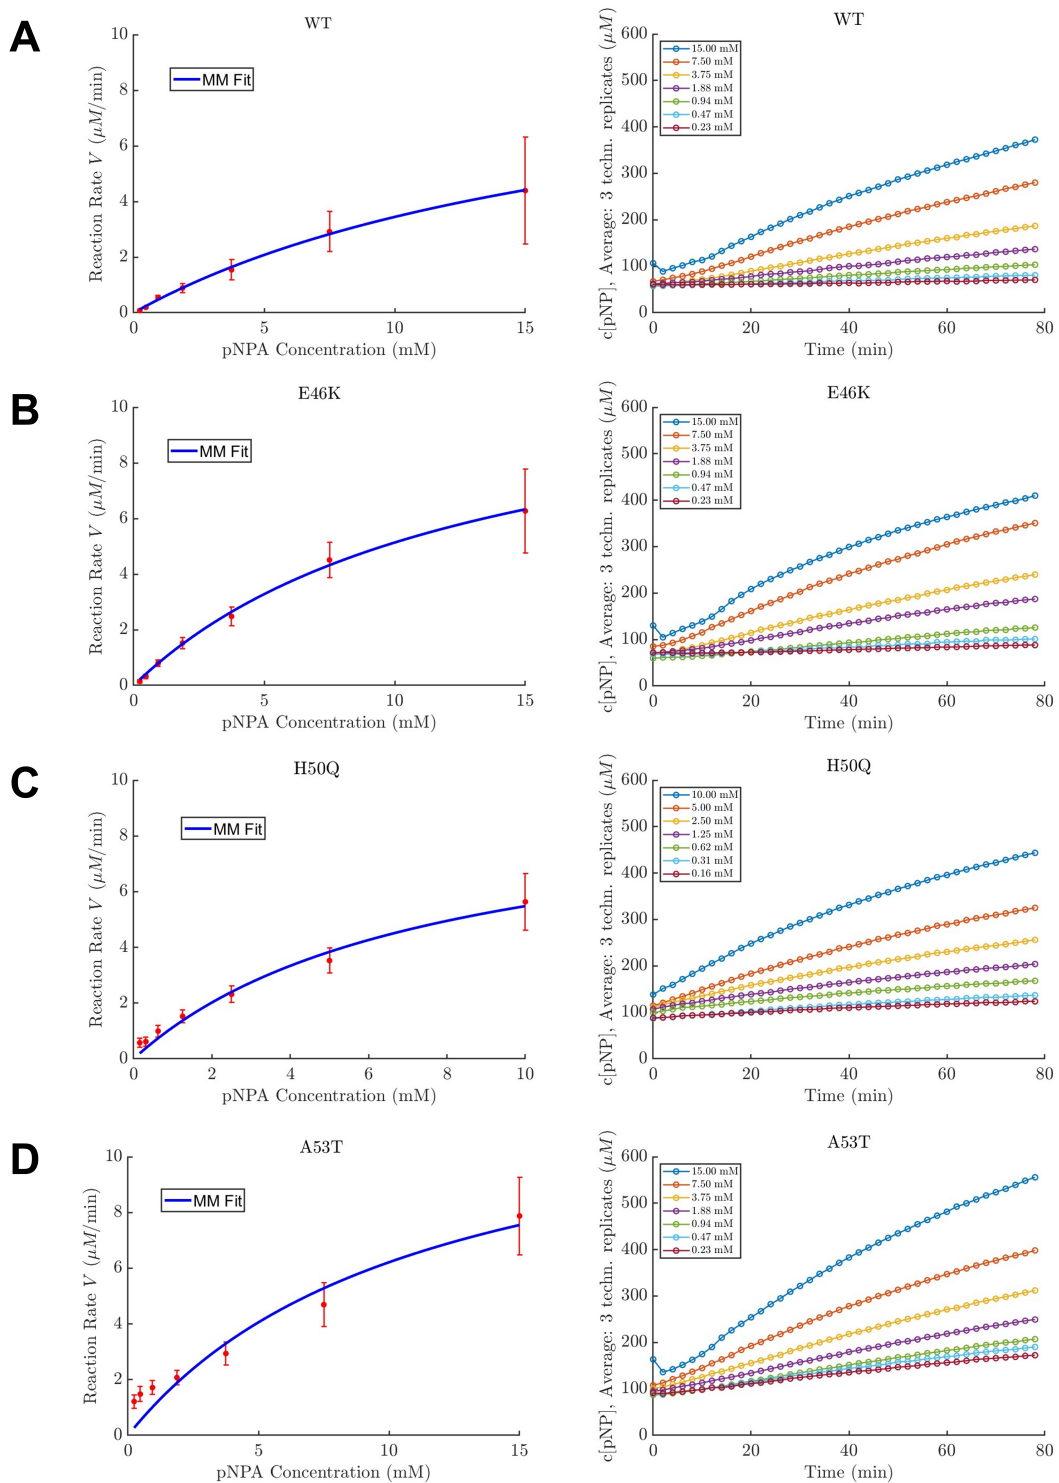 A
WT
10
8
6
4
2
0
0 5 10 15
Reaction Rate V (μM/min)
pNPA Concentration (mM)
MM Fit
WT
600
500
400
300
200
100
0
0 20 40 60 80
c[pNP], Average: 3 techn. replicates (μM)
Time (min)
15.00 mM
7.50 mM
3.75 mM
1.88 mM
0.94 mM
0.47 mM
0.23 mM
B
E46K
10
8
6
4
2
0
0 5 10 15
Reaction Rate V (μM/min)
pNPA Concentration (mM)
MM Fit
E46K
600
500
400
300
200
100
0
0 20 40 60 80
c[pNP], Average: 3 techn. replicates (μM)
Time (min)
15.00 mM
7.50 mM
3.75 mM
1.88 mM
0.94 mM
0.47 mM
0.23 mM
C
H50Q
10
8
6
4
2
0
0 2 4 6 8 10
Reaction Rate V (μM/min)
pNPA Concentration (mM)
MM Fit
H50Q
600
500
400
300
200
100
0
0 20 40 60 80
c[pNP], Average: 3 techn. replicates (μM)
Time (min)
10.00 mM
5.00 mM
2.50 mM
1.25 mM
0.62 mM
0.31 mM
0.16 mM
D
A53T
10
8
6
4
2
0
0 5 10 15
Reaction Rate V (μM/min)
pNPA Concentration (mM)
MM Fit
A53T
600
500
400
300
200
100
0
0 20 40 60 80
c[pNP], Average: 3 techn. replicates (μM)
Time (min)
15.00 mM
7.50 mM
3.75 mM
1.88 mM
0.94 mM
0.47 mM
0.23 mM